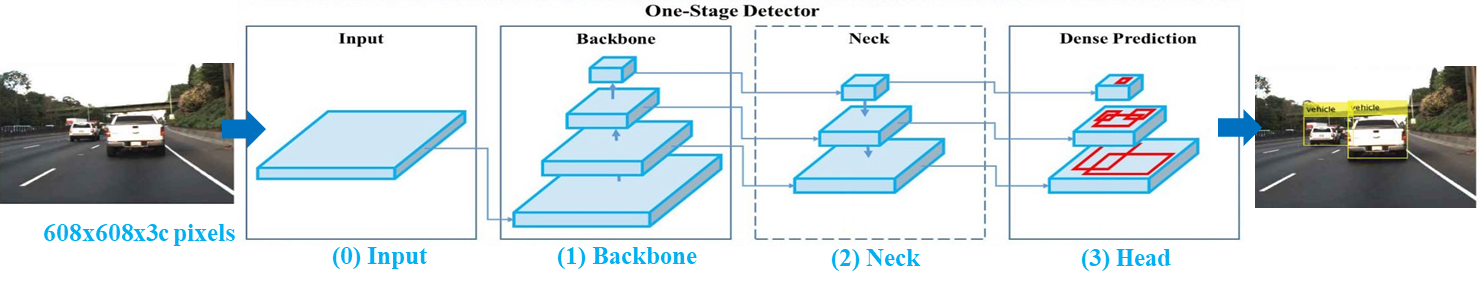 One-Stage Detector
Input
Backbone
Neck
Dense Prediction
vehicle
vehicle
608x608x3c pixels
(0) Input
(1) Backbone
(2) Neck
(3) Head